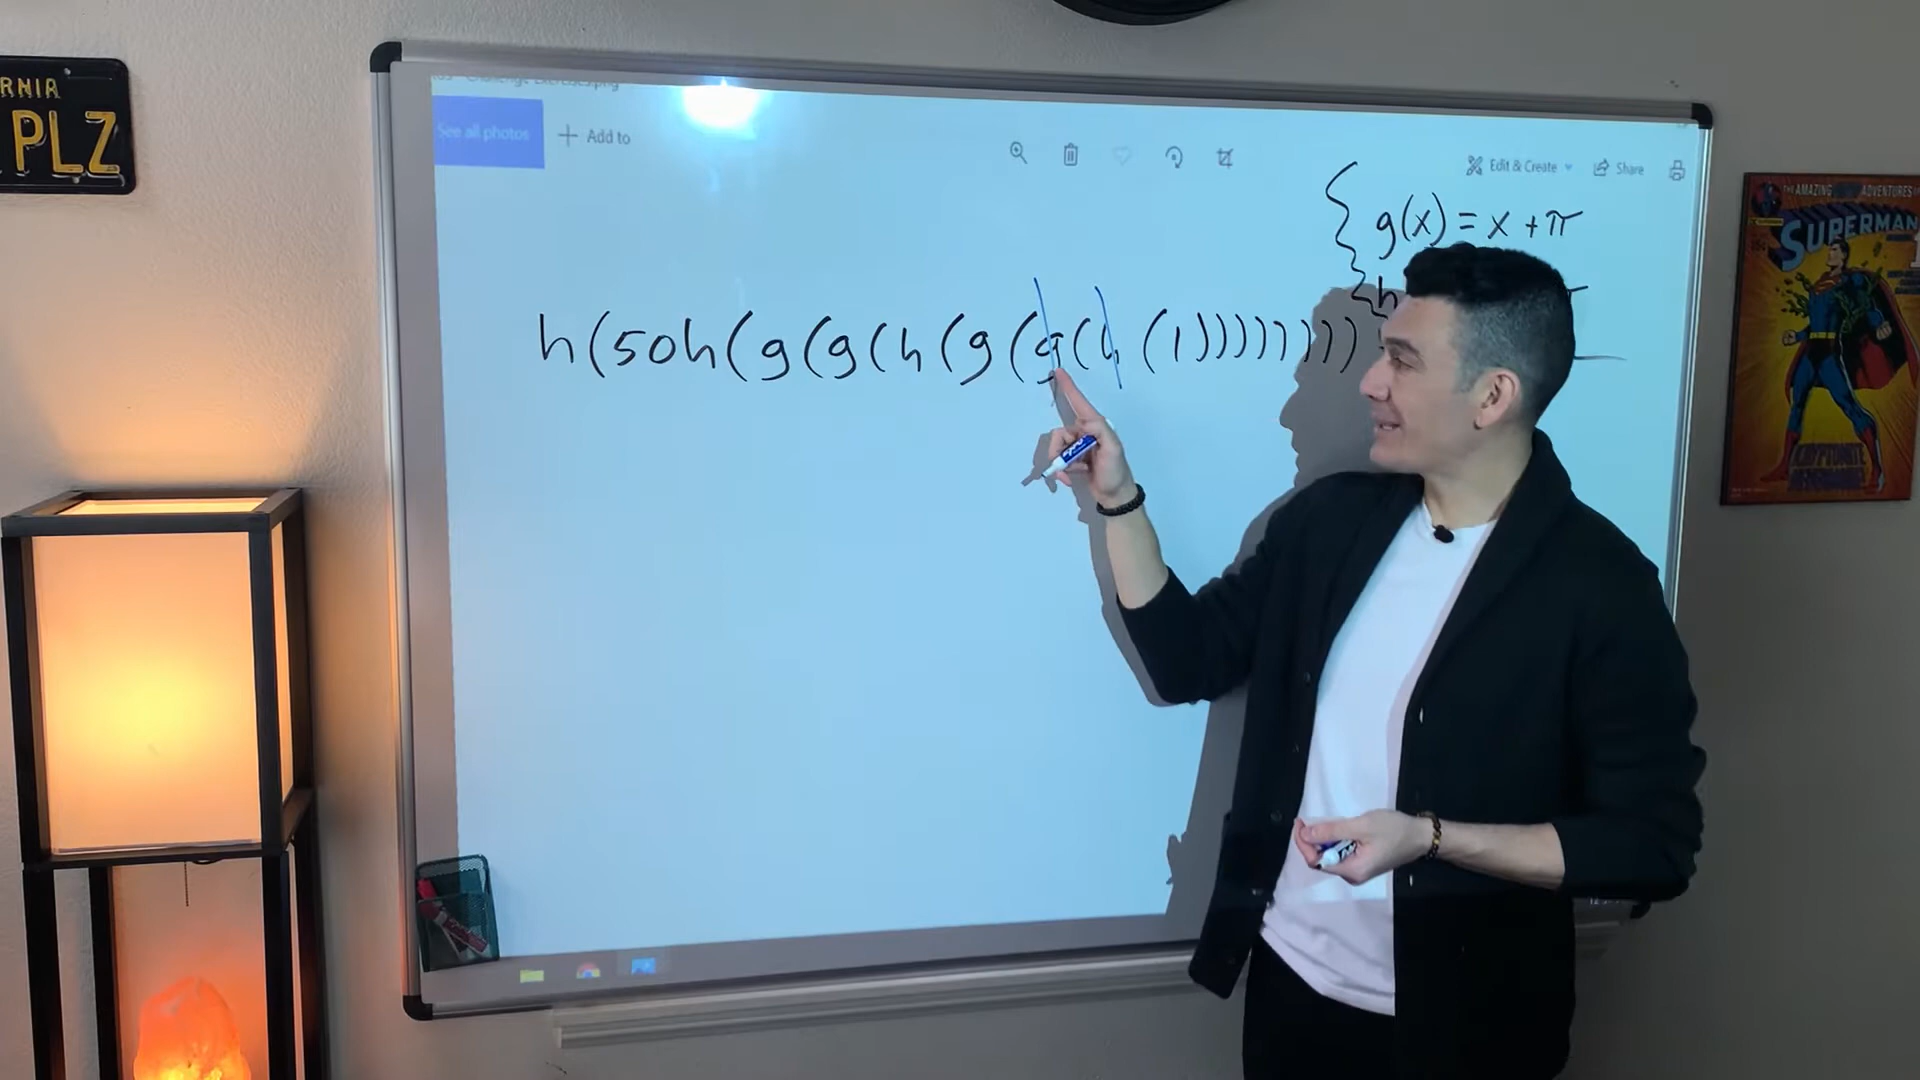 RNIA
PLZ
See all photos
+ Add to
Edit & Create
Share
g(x) = x + π
h
h(50h(g(g(h(g(g(h(1))))))))
THE AMAZING ADVENTURES
SUPERMAN